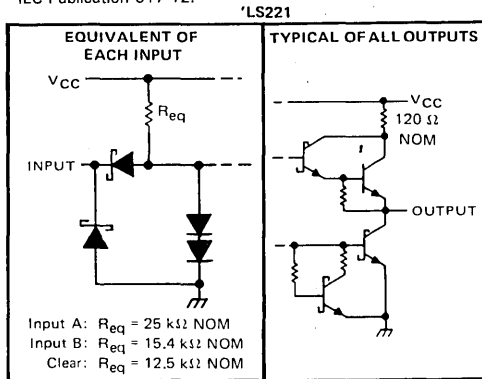 'LS221
EQUIVALENT OF
EACH INPUT
VCC
Req
INPUT
Input A: Req = 25 kΩ NOM
Input B: Req = 15.4 kΩ NOM
Clear: Req = 12.5 kΩ NOM
TYPICAL OF ALL OUTPUTS
VCC
120 Ω
NOM
OUTPUT